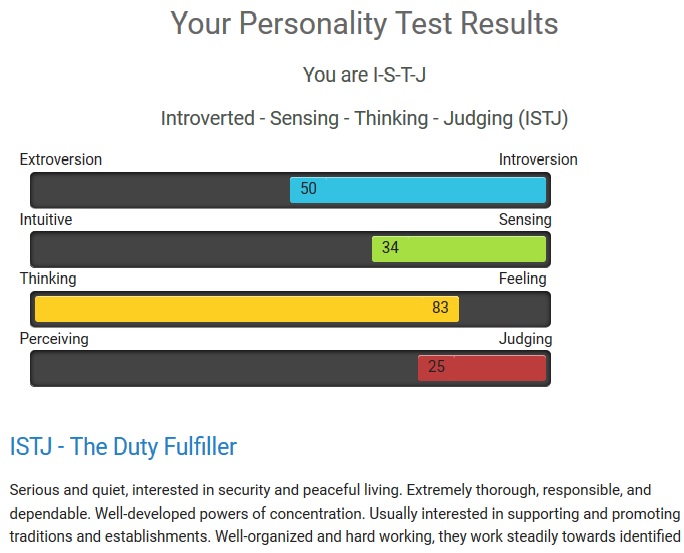 Your Personality Test Results
You are I-S-T-J
Introverted - Sensing - Thinking - Judging (ISTJ)
Extroversion Introversion
50
Intuitive Sensing
34
Thinking Feeling
83
Perceiving Judging
25
ISTJ - The Duty Fulfiller
Serious and quiet, interested in security and peaceful living. Extremely thorough, responsible, and
dependable. Well-developed powers of concentration. Usually interested in supporting and promoting
traditions and establishments. Well-organized and hard working, they work steadily towards identified